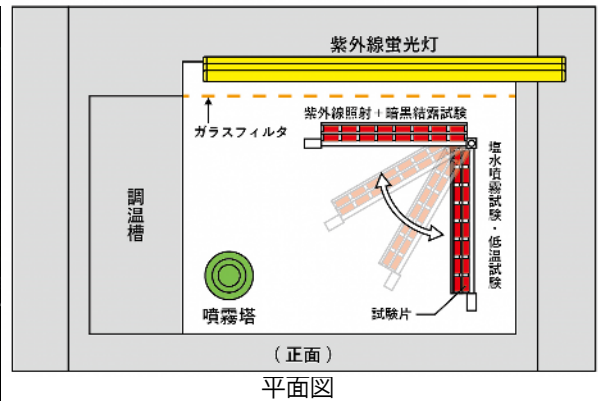 紫外線蛍光灯
ガラスフィルタ
紫外線照射＋暗黒結露試験
塩水噴霧試験・低温試験
調温槽
噴霧塔
試験片
（正面）
平面図